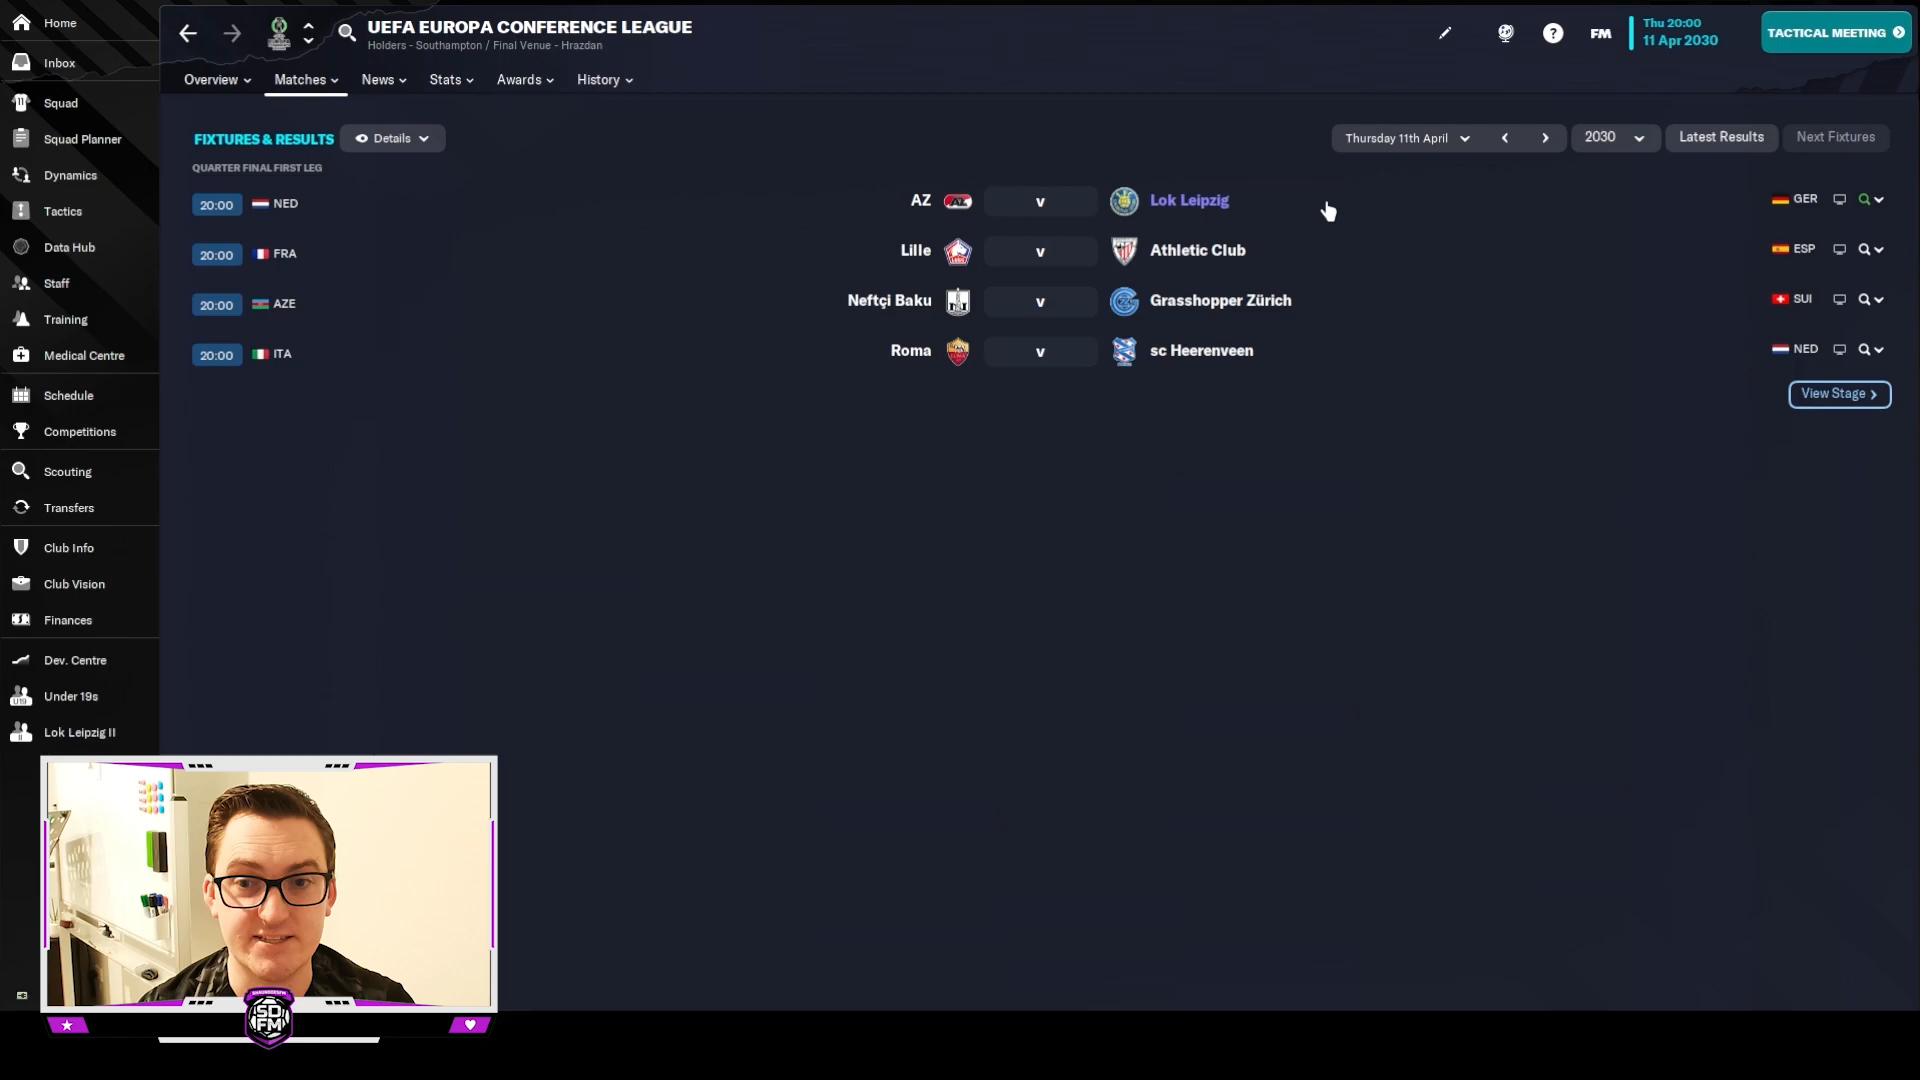 Home
Inbox
Squad
Squad Planner
Dynamics
Tactics
Data Hub
Staff
Training
Medical Centre
Schedule
Competitions
Scouting
Transfers
Club Info
Club Vision
Finances
Dev. Centre
Under 19s
Lok Leipzig II
UEFA EUROPA CONFERENCE LEAGUE
Holders - Southampton / Final Venue - Hrazdan
FM
Thu 20:00
11 Apr 2030
TACTICAL MEETING
Overview Matches News Stats Awards History
FIXTURES & RESULTS Details Thursday 11th April 2030 Latest Results Next Fixtures
QUARTER FINAL FIRST LEG
20:00 NED AZ v Lok Leipzig GER
20:00 FRA Lille v Athletic Club ESP
20:00 AZE Neftçi Baku v Grasshopper Zürich SUI
20:00 ITA Roma v sc Heerenveen NED
View Stage
SD
FM